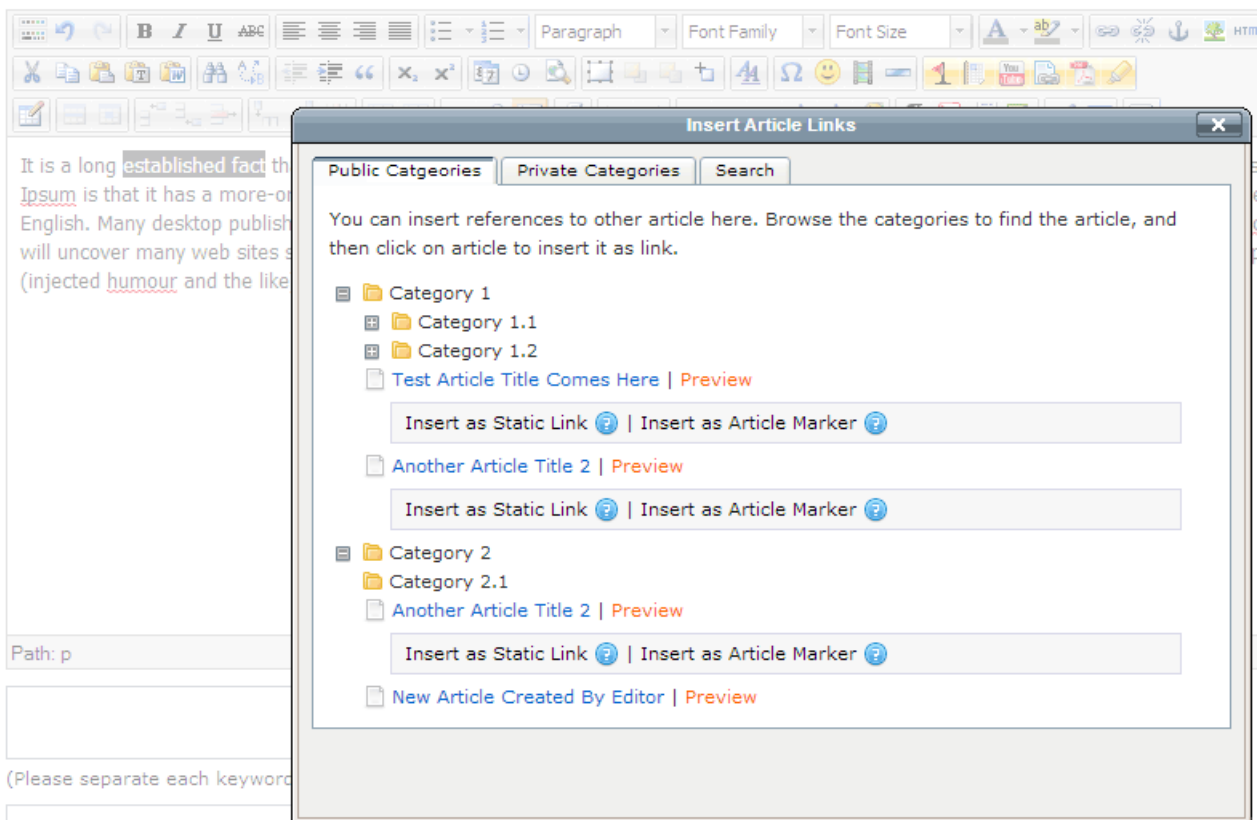 B I U ABC Paragraph Font Family Font Size A ab HTM
Insert Article Links
It is a long established fact th
Ipsum is that it has a more-or
English. Many desktop publish
will uncover many web sites s
(injected humour and the like
Public Catgeories Private Categories Search
You can insert references to other article here. Browse the categories to find the article, and
then click on article to insert it as link.
Category 1
Category 1.1
Category 1.2
Test Article Title Comes Here | Preview
Insert as Static Link ? | Insert as Article Marker ?
Another Article Title 2 | Preview
Insert as Static Link ? | Insert as Article Marker ?
Category 2
Category 2.1
Another Article Title 2 | Preview
Insert as Static Link ? | Insert as Article Marker ?
New Article Created By Editor | Preview
Path: p
(Please separate each keyword